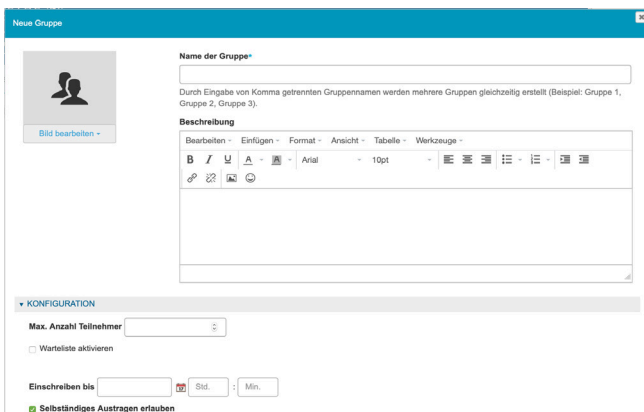 Neue Gruppe
Name der Gruppe*
Durch Eingabe von Komma getrennten Gruppennamen werden mehrere Gruppen gleichzeitig erstellt (Beispiel: Gruppe 1,
Gruppe 2, Gruppe 3).
Bild bearbeiten
Beschreibung
Bearbeiten Einfügen Format Ansicht Tabelle Werkzeuge
B I U A A Arial 10pt
KONFIGURATION
Max. Anzahl Teilnehmer
Warteliste aktivieren
Einschreiben bis Std. : Min.
Selbständiges Austragen erlauben